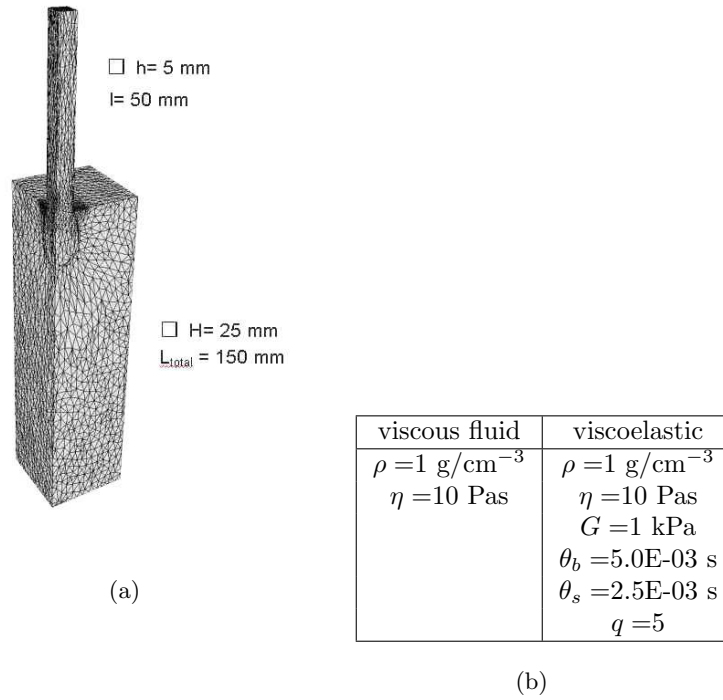 □ h= 5 mm
l= 50 mm
□ H= 25 mm
L_total = 150 mm
(a)
viscous fluid viscoelastic
ρ =1 g/cm⁻³ ρ =1 g/cm⁻³
η =10 Pas η =10 Pas
G =1 kPa
θ_b =5.0E-03 s
θ_s =2.5E-03 s
q =5
(b)